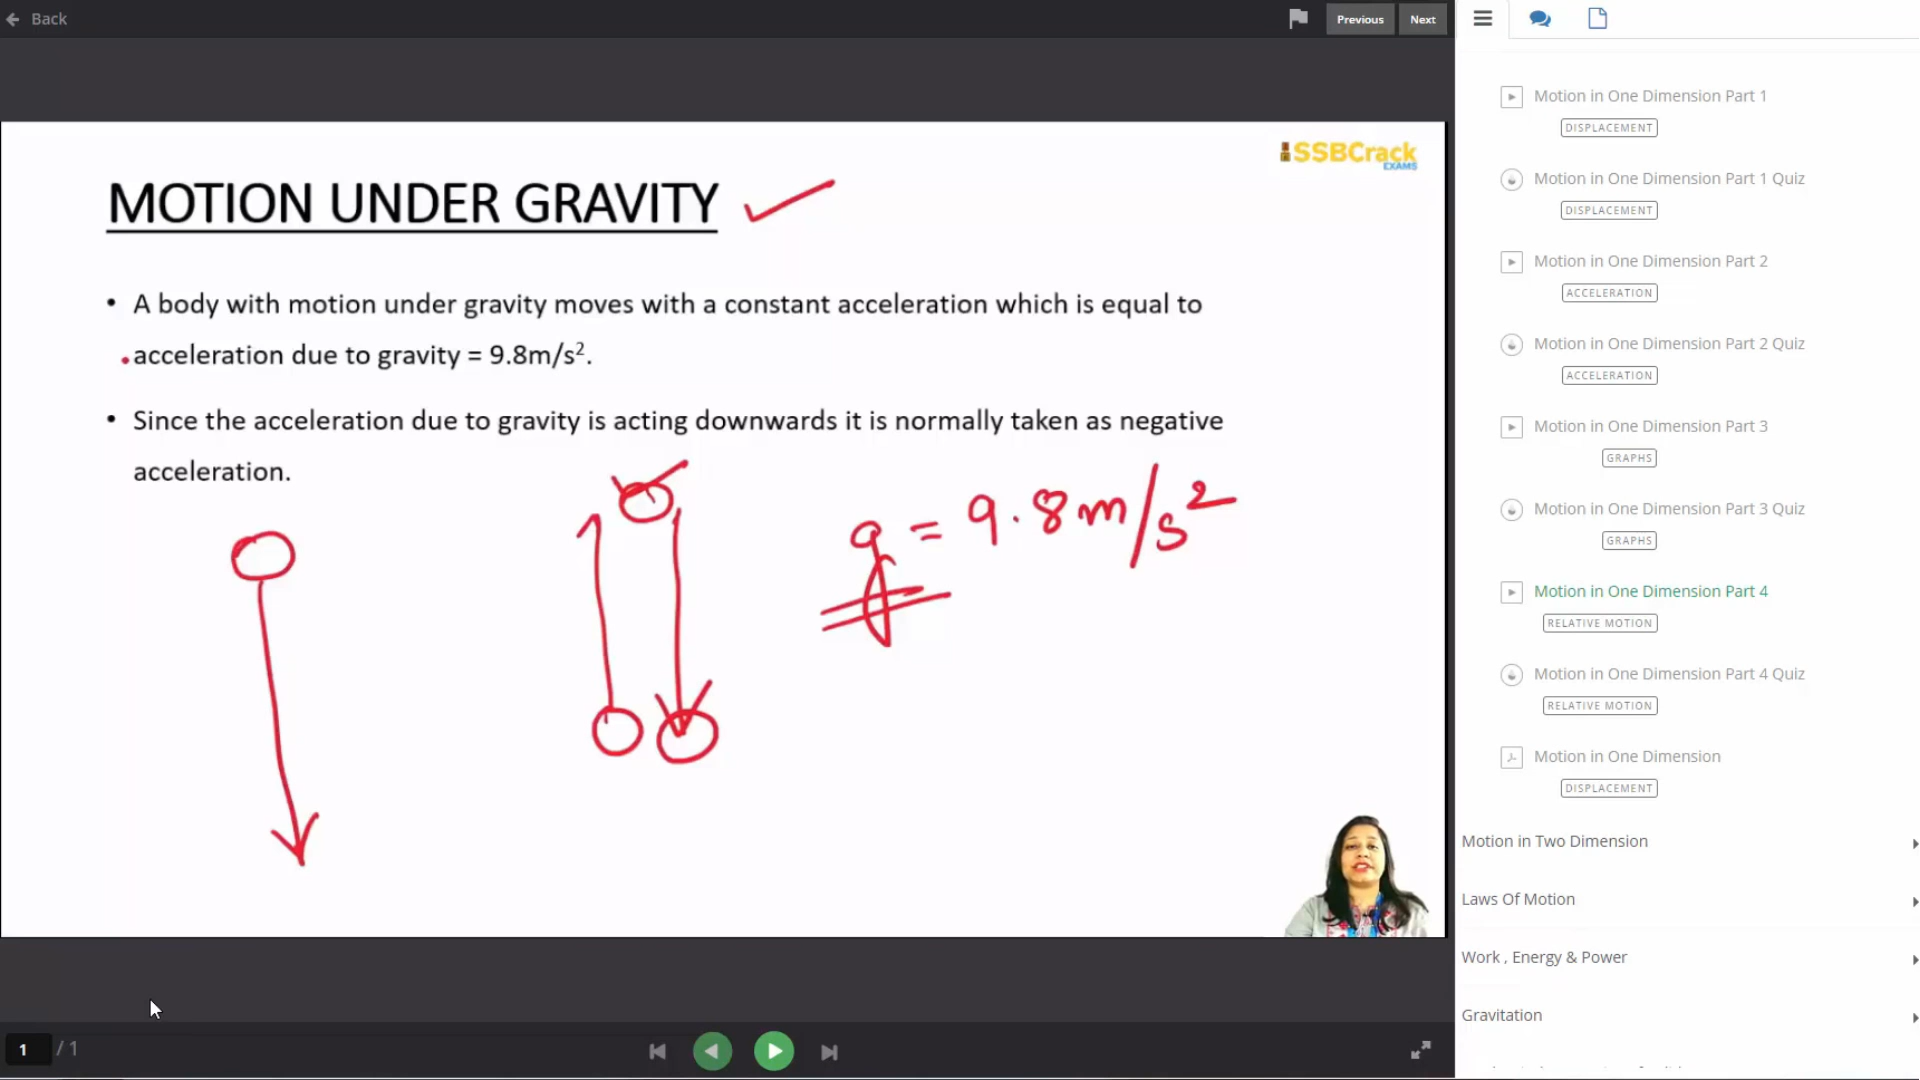 Back
Previous
Next
SSBCrack
EXAMS
MOTION UNDER GRAVITY
• A body with motion under gravity moves with a constant acceleration which is equal to
acceleration due to gravity = 9.8m/s².
• Since the acceleration due to gravity is acting downwards it is normally taken as negative
acceleration.
g = 9.8m/s²
1 / 1
Motion in One Dimension Part 1
DISPLACEMENT
Motion in One Dimension Part 1 Quiz
DISPLACEMENT
Motion in One Dimension Part 2
ACCELERATION
Motion in One Dimension Part 2 Quiz
ACCELERATION
Motion in One Dimension Part 3
GRAPHS
Motion in One Dimension Part 3 Quiz
GRAPHS
Motion in One Dimension Part 4
RELATIVE MOTION
Motion in One Dimension Part 4 Quiz
RELATIVE MOTION
Motion in One Dimension
DISPLACEMENT
Motion in Two Dimension
Laws Of Motion
Work , Energy & Power
Gravitation